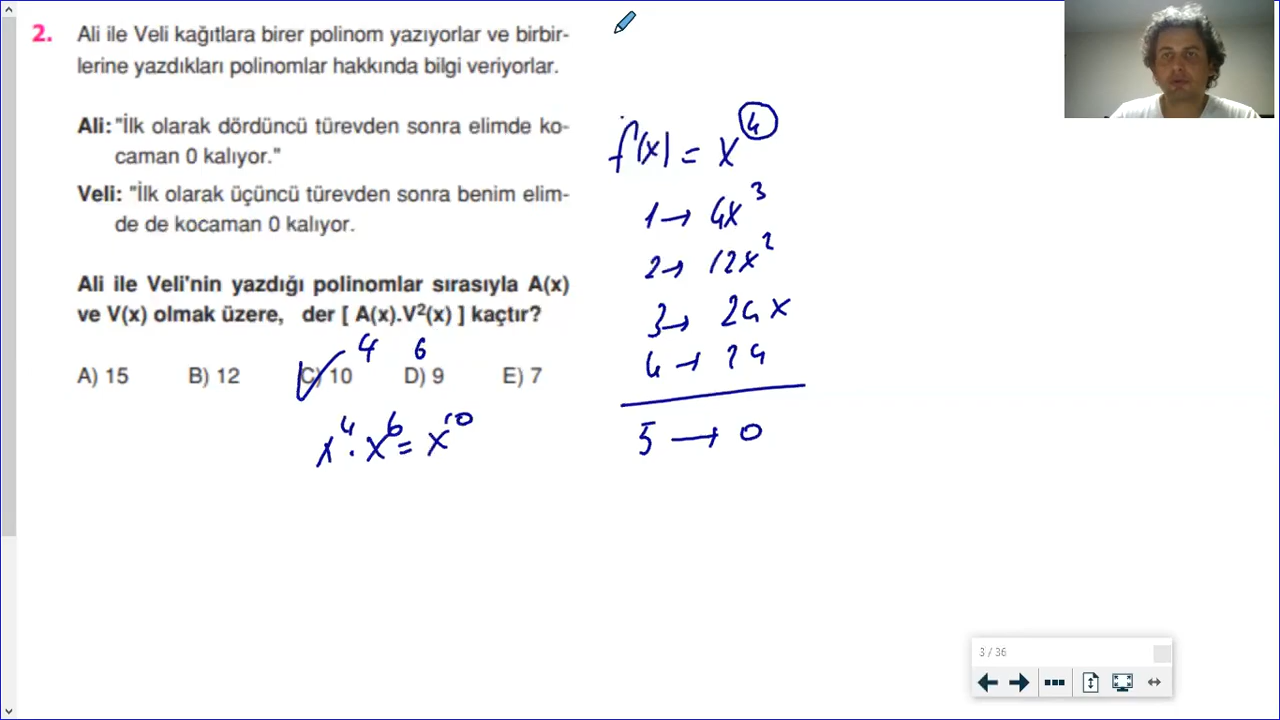 2. Ali ile Veli kağıtlara birer polinom yazıyorlar ve birbir-
lerine yazdıkları polinomlar hakkında bilgi veriyorlar.
Ali: "İlk olarak dördüncü türevden sonra elimde ko-
caman 0 kalıyor."
Veli: "İlk olarak üçüncü türevden sonra benim elim-
de de kocaman 0 kalıyor.
Ali ile Veli'nin yazdığı polinomlar sırasıyla A(x)
ve V(x) olmak üzere, der [ A(x).V²(x) ] kaçtır?
4 6
A) 15 B) 12 C) 10 D) 9 E) 7
x⁴ . x⁶ = x¹⁰
f(x) = x⁴
1 → 4x³
2 → 12x²
3 → 24x
4 → 24
5 → 0
3 / 36